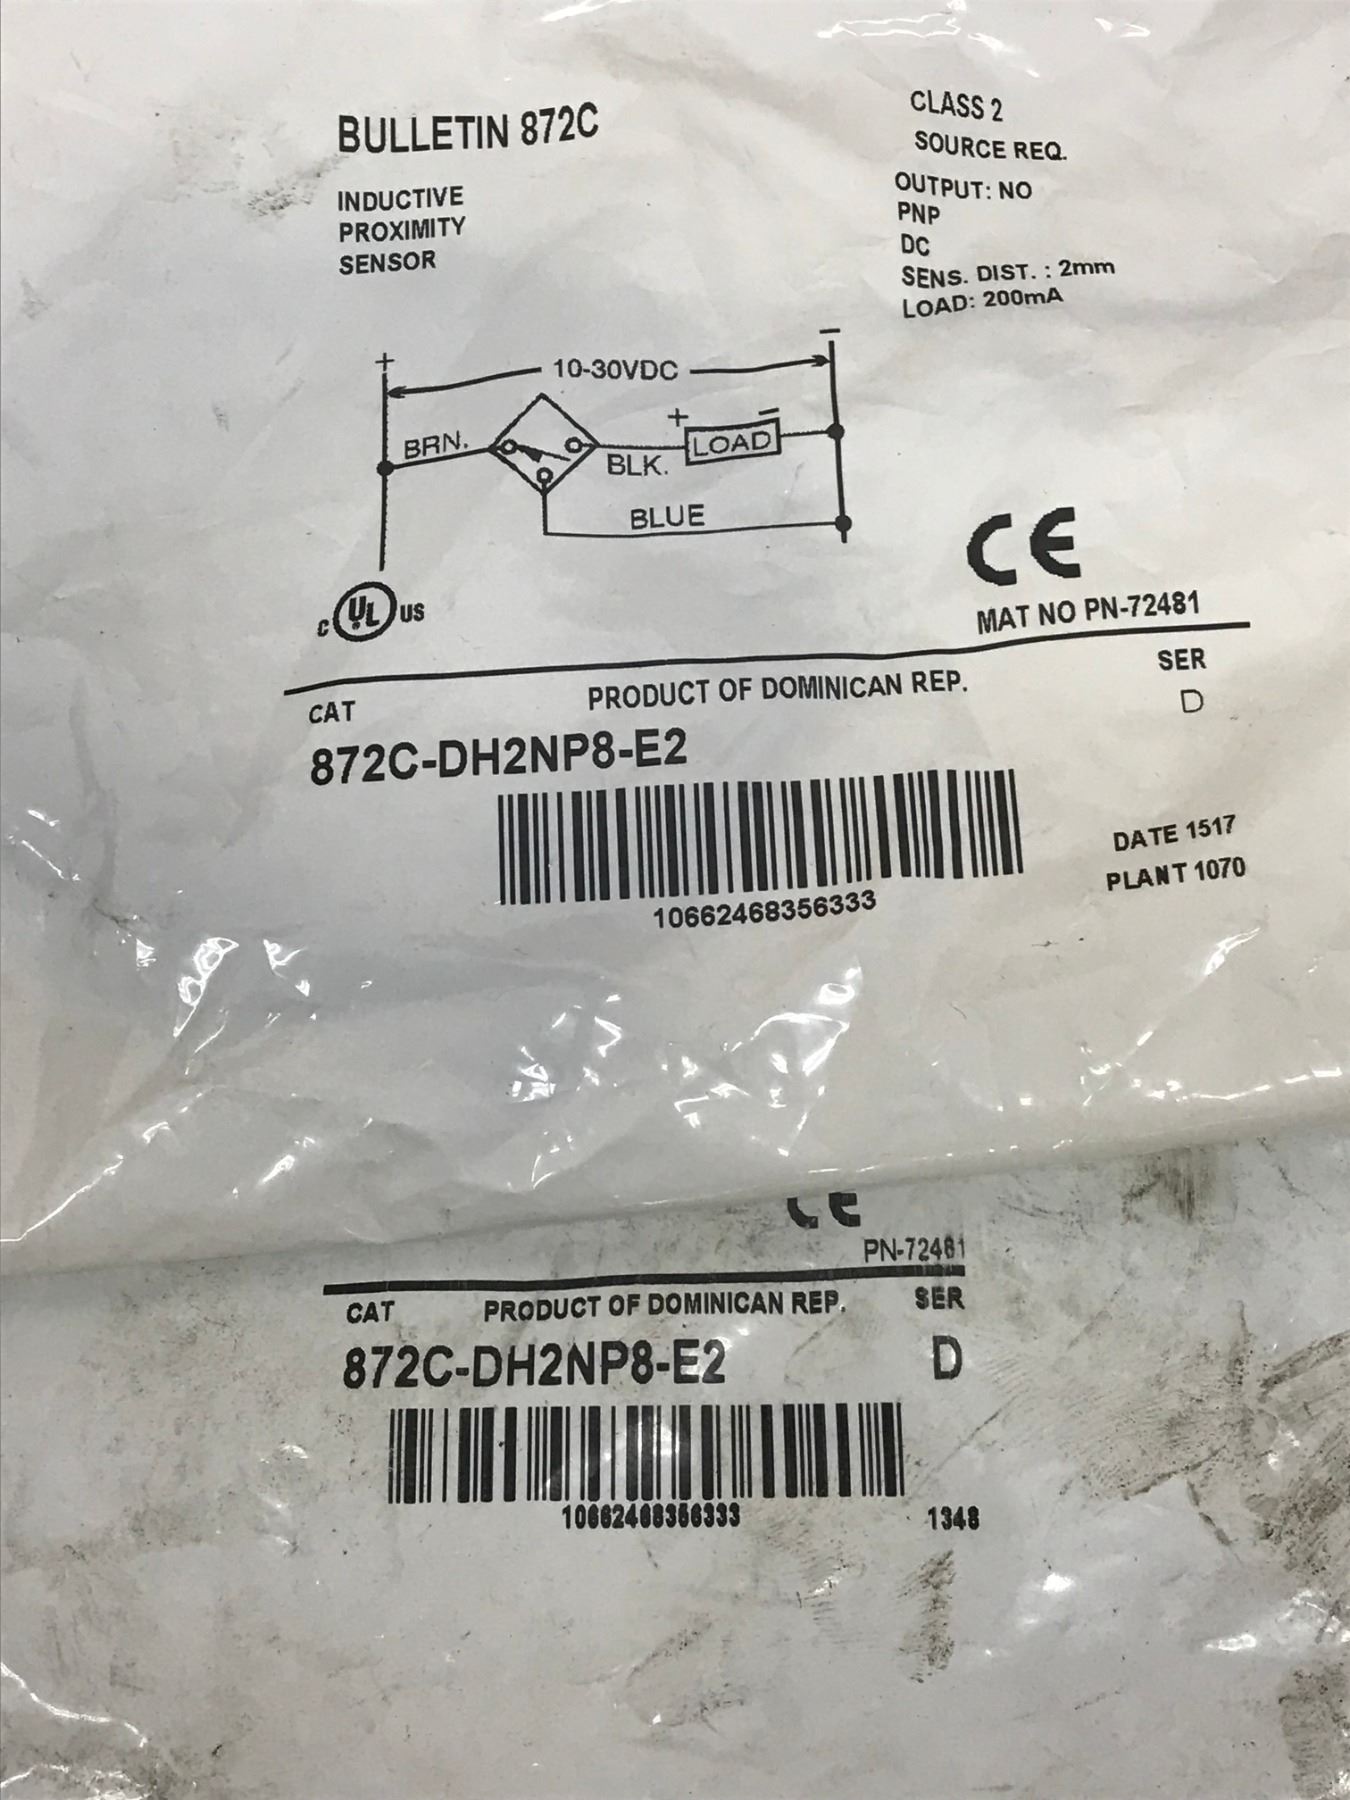 BULLETIN 872C
INDUCTIVE
PROXIMITY
SENSOR
CLASS 2
SOURCE REQ.
OUTPUT: NO
PNP
DC
SENS. DIST. : 2mm
LOAD: 200mA
+ −
10-30VDC
BRN.
+ −
LOAD
BLK.
BLUE
CE
c UL US
MAT NO PN-72481
CAT
PRODUCT OF DOMINICAN REP.
SER
D
872C-DH2NP8-E2
10662468356333
DATE 1517
PLANT 1070
CE
PN-72481
CAT PRODUCT OF DOMINICAN REP. SER
872C-DH2NP8-E2 D
10662468356333
1348